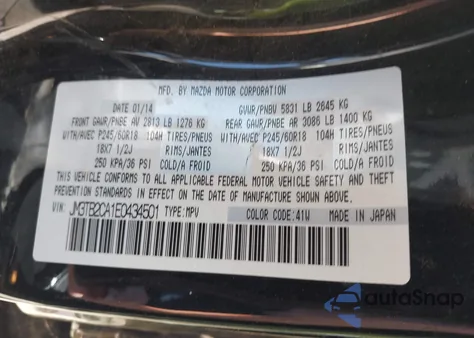 MFD. BY MAZDA MOTOR CORPORATION
DATE 01/14 GVWR/PNBV 5831 LB 2645 KG
FRONT GAWR/PNBE AV 2813 LB 1276 KG REAR GAWR/PNBE AR 3086 LB 1400 KG
WITH/AVEC P245/60R18 104H TIRES/PNEUS WITH/AVEC P245/60R18 104H TIRES/PNEUS
18X7 1/2J RIMS/JANTES 18X7 1/2J RIMS/JANTES
250 KPA/36 PSI COLD/A FROID 250 KPA/36 PSI COLD/A FROID
THIS VEHICLE CONFORMS TO ALL APPLICABLE FEDERAL MOTOR VEHICLE SAFETY AND THEFT
PREVENTION STANDARDS IN EFFECT ON THE DATE OF MANUFACTURE SHOWN ABOVE.
VIN: JM3TB2CA1E0434501 TYPE: MPV COLOR CODE: 41W MADE IN JAPAN
autoSnap